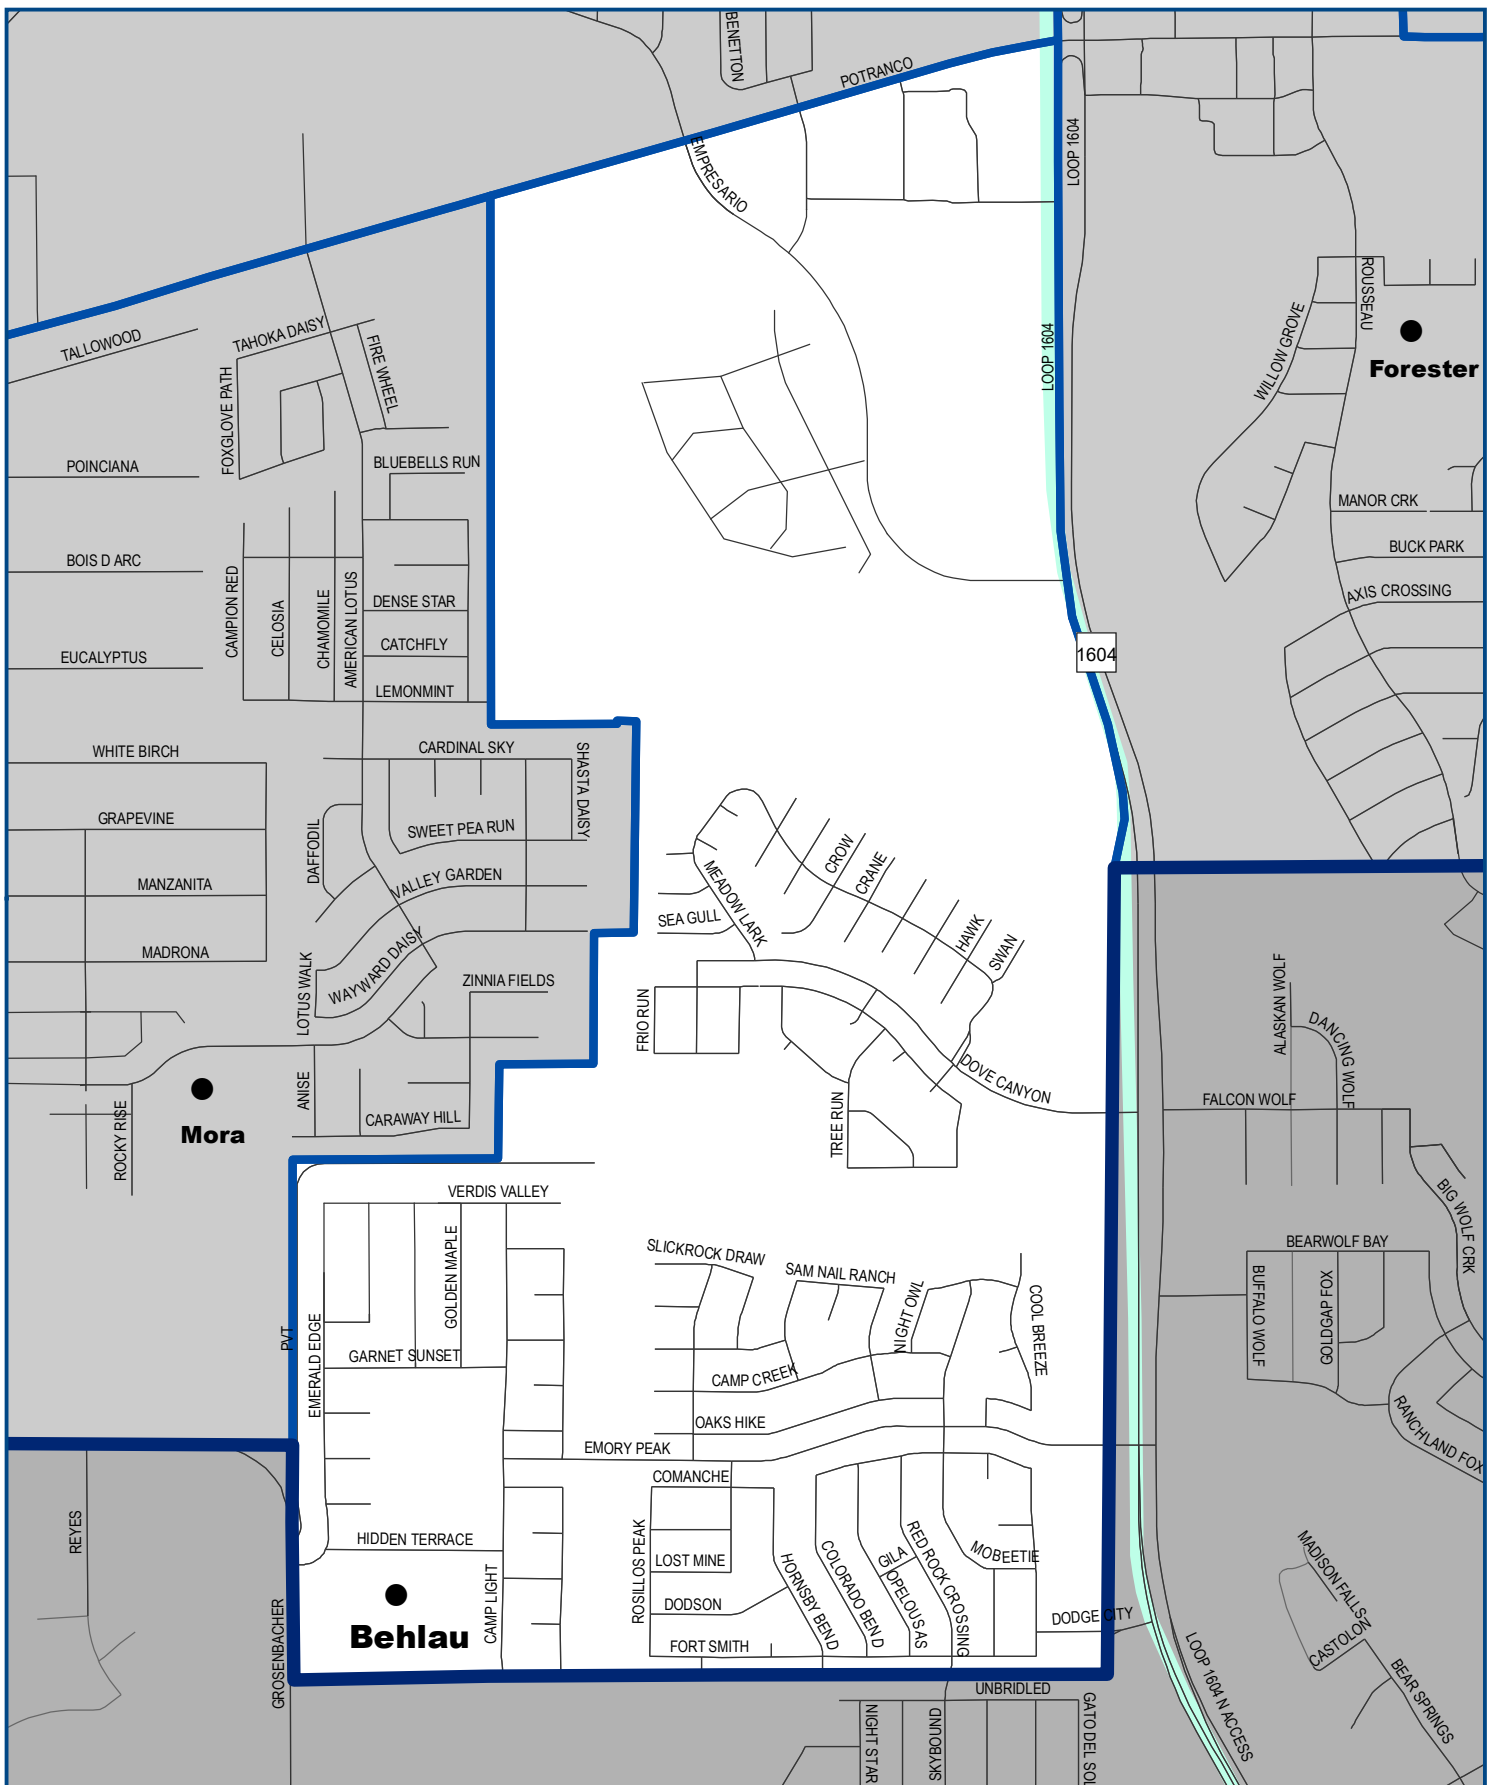 BENETTON
POTRANCO
LOOP 1604
EMPRESARIO
ROUSSEAU
TALLOWOOD
TAHOKA DAISY
FIRE WHEEL
LOOP 1604
WILLOW GROVE
Forester
FOXGLOVE PATH
POINCIANA
BLUEBELLS RUN
MANOR CRK
BUCK PARK
BOIS D ARC
CAMPION RED
CELOSIA
CHAMOMILE
AMERICAN LOTUS
DENSE STAR
AXIS CROSSING
CATCHFLY
EUCALYPTUS
1604
LEMONMINT
WHITE BIRCH
CARDINAL SKY
SHASTA DAISY
GRAPEVINE
DAFFODIL
SWEET PEA RUN
CROW
CRANE
MANZANITA
VALLEY GARDEN
MEADOW LARK
SEA GULL
HAWK
SWAN
MADRONA
LOTUS WALK
WAYWARD DAISY
ZINNIA FIELDS
FRIO RUN
ALASKAN WOLF
DANCING WOLF
DOVE CANYON
ANISE
FALCON WOLF
CARAWAY HILL
TREE RUN
Mora
ROCKY RISE
VERDIS VALLEY
BIG WOLF CRK
GOLDEN MAPLE
SLICKROCK DRAW
SAM NAIL RANCH
BEARWOLF BAY
NIGHT OWL
COOL BREEZE
BUFFALO WOLF
GOLDGAP FOX
PVT
EMERALD EDGE
GARNET SUNSET
CAMP CREEK
OAKS HIKE
RANCHLAND FOX
EMORY PEAK
COMANCHE
REYES
HIDDEN TERRACE
ROSILLOS PEAK
LOST MINE
HORNSBY BEND
COLORADO BEND
GILA
OPELOUSAS
RED ROCK CROSSING
MOBEETIE
MADISON FALLS
CAMP LIGHT
DODSON
DODGE CITY
Behlau
FORT SMITH
CASTOLON
GROSENBACHER
LOOP 1604 N ACCESS
BEAR SPRINGS
UNBRIDLED
NIGHT STAR
SKYBOUND
GATO DEL SOL